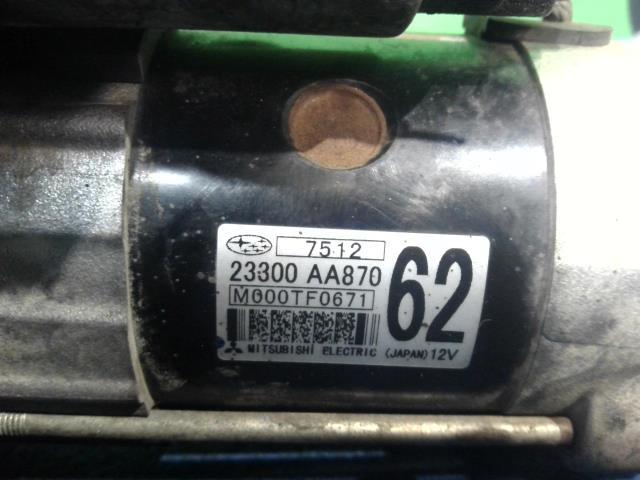 7512
23300 AA870
62
M000TF0671
MITSUBISHI ELECTRIC (JAPAN) 12V